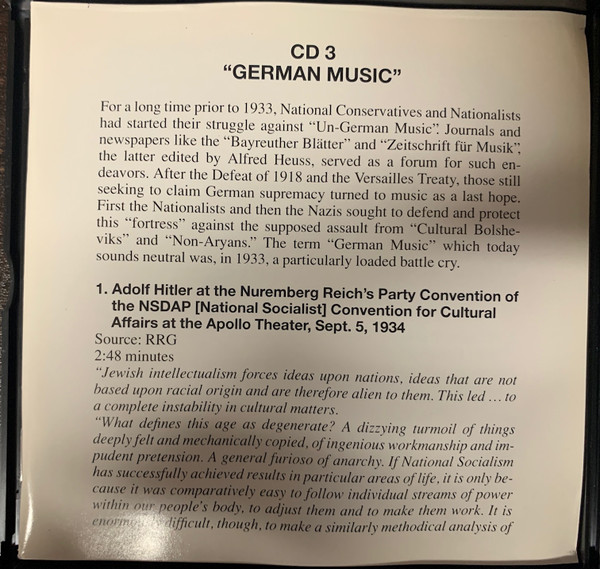 CD 3
“GERMAN MUSIC”
For a long time prior to 1933, National Conservatives and Nationalists
had started their struggle against “Un-German Music”. Journals and
newspapers like the “Bayreuther Blätter” and “Zeitschrift für Musik”,
the latter edited by Alfred Heuss, served as a forum for such en-
deavors. After the Defeat of 1918 and the Versailles Treaty, those still
seeking to claim German supremacy turned to music as a last hope.
First the Nationalists and then the Nazis sought to defend and protect
this “fortress” against the supposed assault from “Cultural Bolshe-
viks” and “Non-Aryans.” The term “German Music” which today
sounds neutral was, in 1933, a particularly loaded battle cry.
1. Adolf Hitler at the Nuremberg Reich’s Party Convention of
the NSDAP [National Socialist] Convention for Cultural
Affairs at the Apollo Theater, Sept. 5, 1934
Source: RRG
2:48 minutes
“Jewish intellectualism forces ideas upon nations, ideas that are not
based upon racial origin and are therefore alien to them. This led ... to
a complete instability in cultural matters.
“What defines this age as degenerate? A dizzying turmoil of things
deeply felt and mechanically copied, of ingenious workmanship and im-
pudent pretension. A general furioso of anarchy. If National Socialism
has successfully achieved results in particular areas of life, it is only be-
cause it was comparatively easy to follow individual streams of power
within our people’s body, to adjust them and to make them work. It is
difficult, though, to make a similarly methodical analysis of